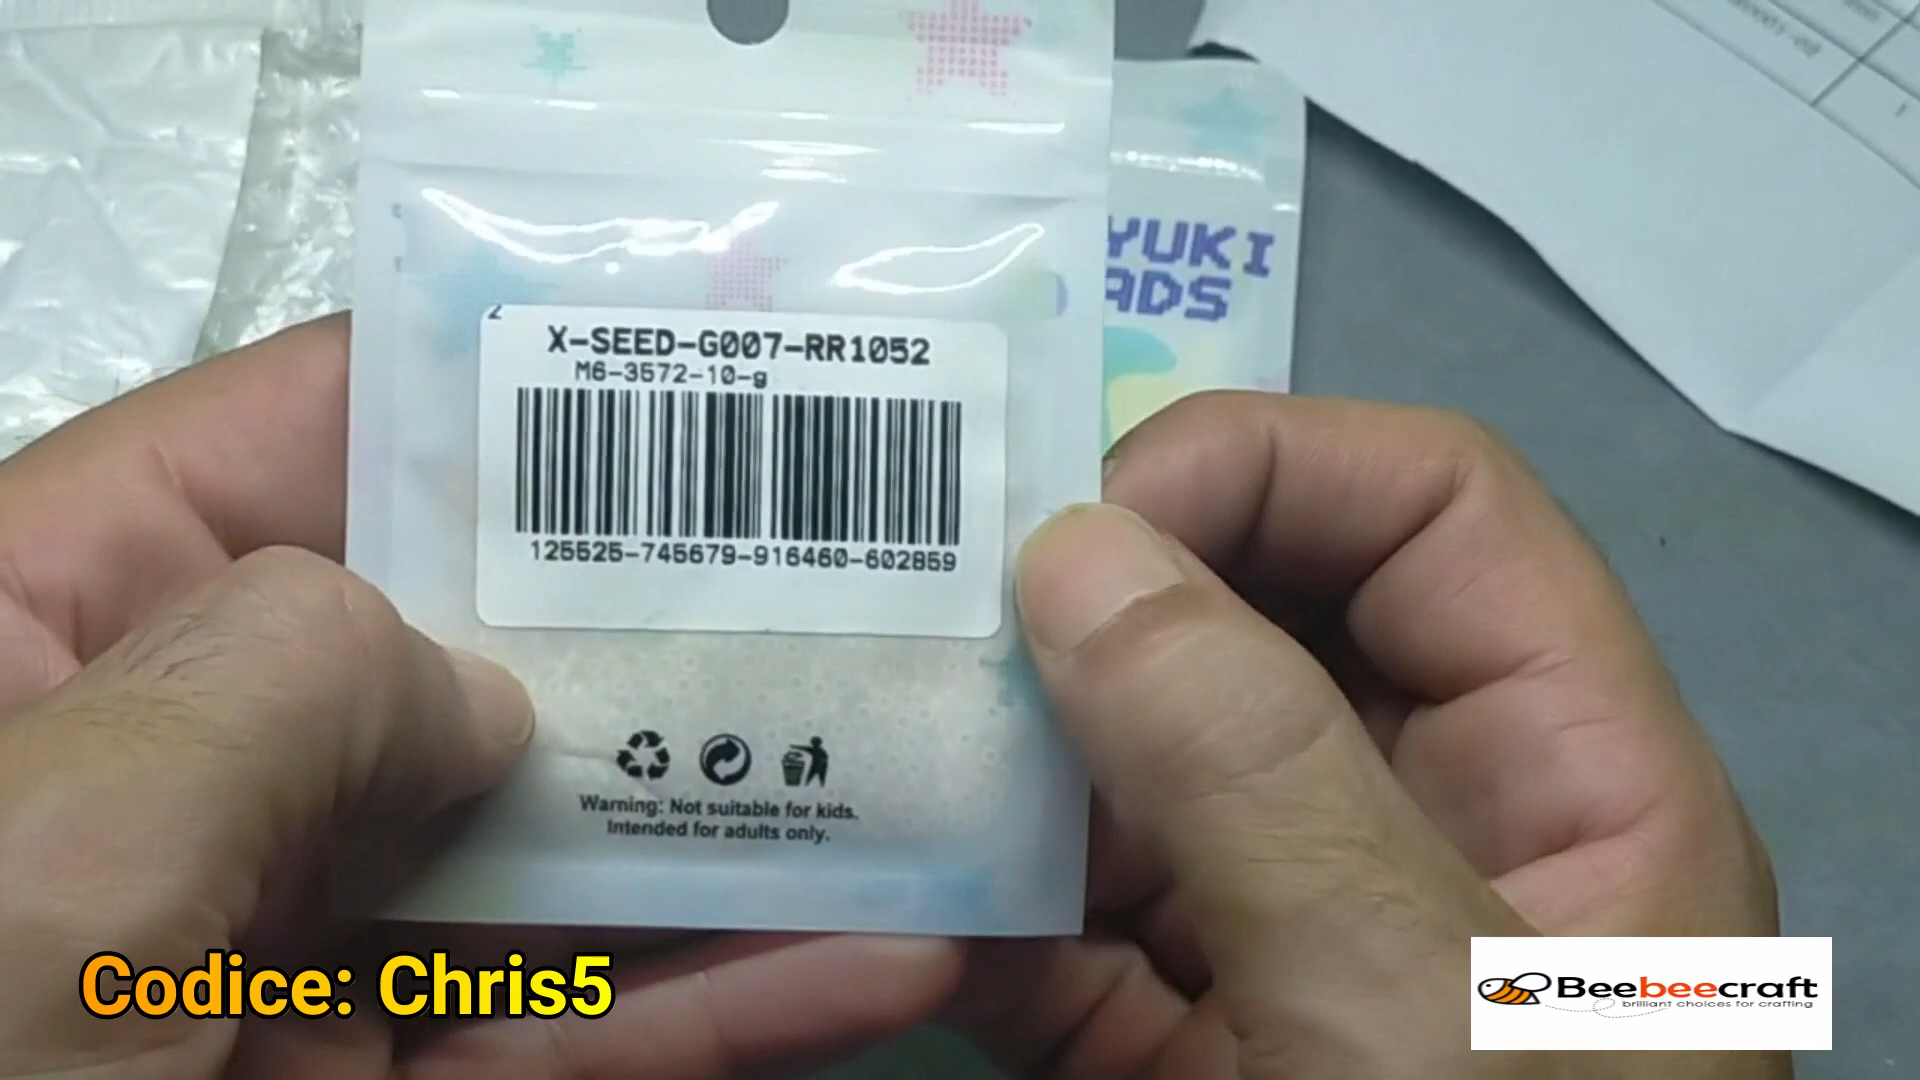 YUKI
ADS
X-SEED-G007-RR1052
M6-3572-10-g
125525-745679-916460-602859
Warning: Not suitable for kids.
Intended for adults only.
Codice: Chris5
Beebeecraft
brilliant choices for crafting